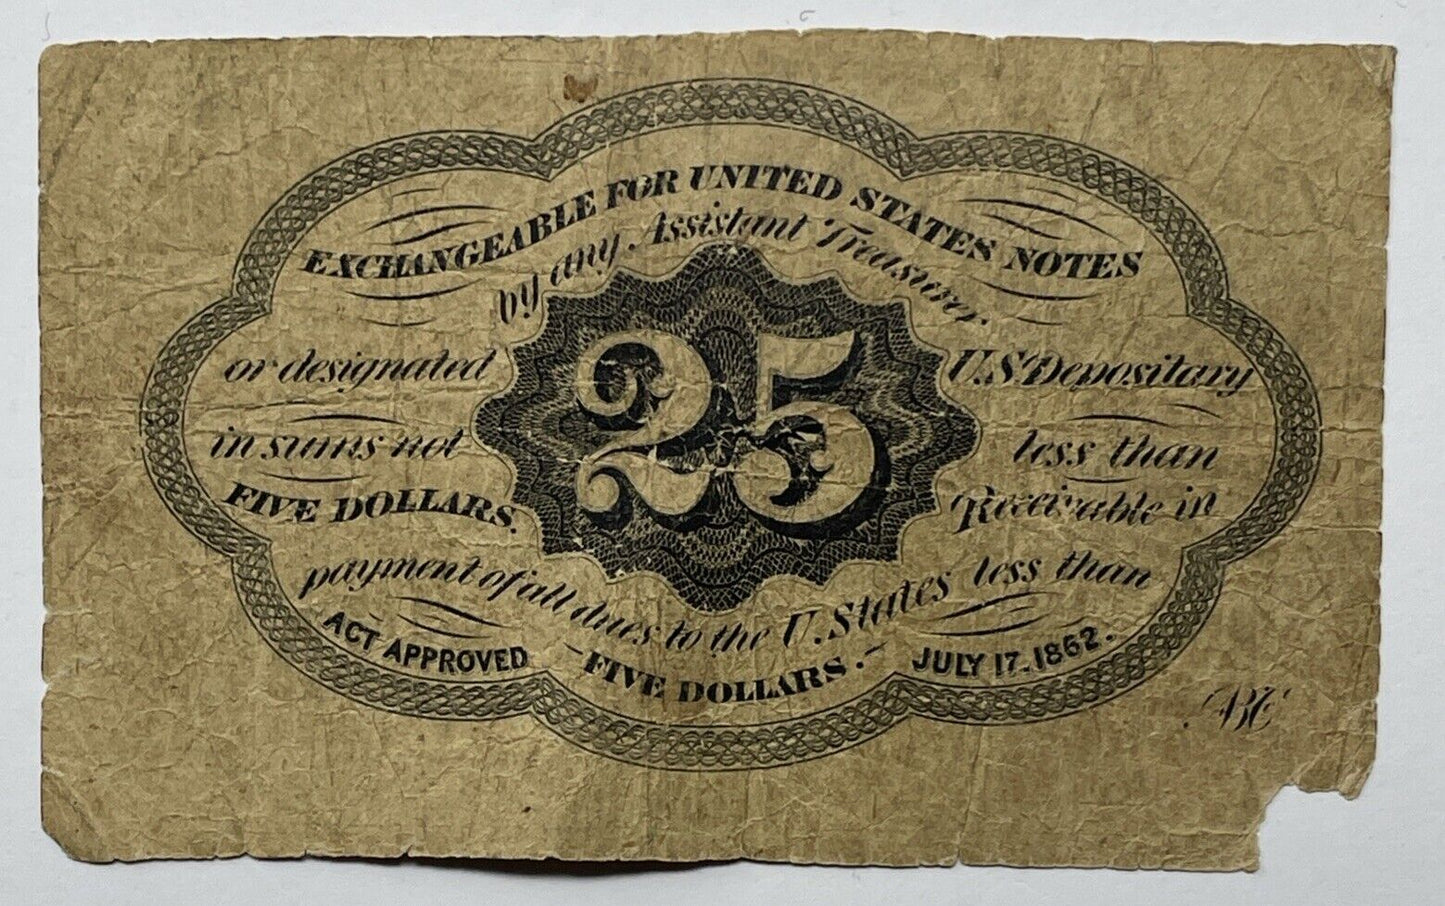 EXCHANGEABLE FOR UNITED STATES NOTES
by any Assistant Treasurer
or designated U.S. Depositary
25
in sums not less than
FIVE DOLLARS. Receivable in
payment of all dues to the U. States less than
FIVE DOLLARS.
ACT APPROVED JULY 17. 1862.